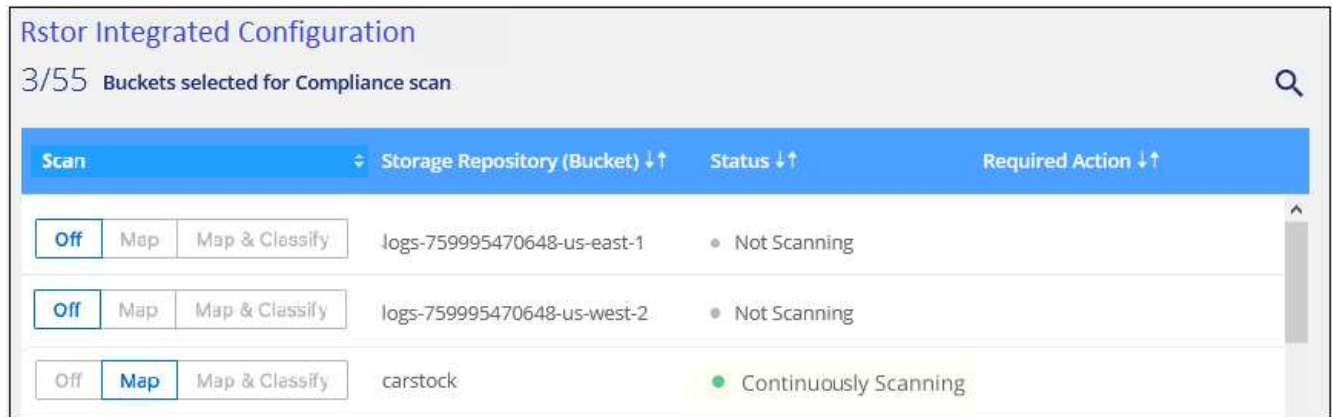 Rstor Integrated Configuration
3/55 Buckets selected for Compliance scan
Scan Storage Repository (Bucket) ↓↑ Status ↓↑ Required Action ↓↑
Off Map Map & Classify logs-759995470648-us-east-1 Not Scanning
Off Map Map & Classify logs-759995470648-us-west-2 Not Scanning
Off Map Map & Classify carstock Continuously Scanning